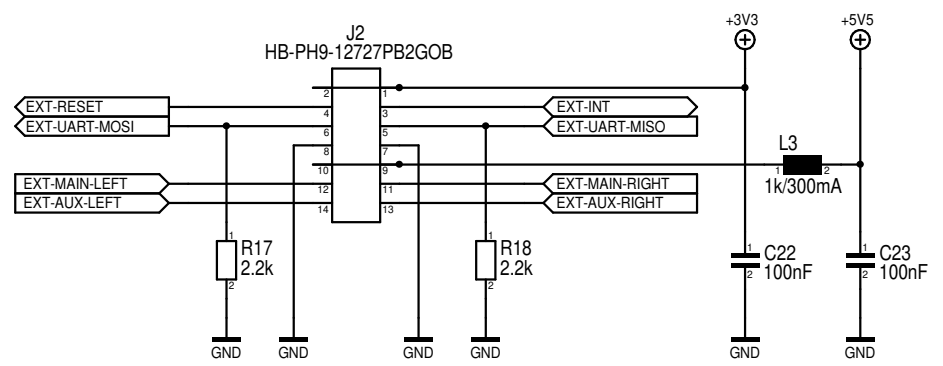 +3V3
+5V5
J2
HB-PH9-12727PB2GOB
2
1
EXT-RESET
4
3
EXT-INT
EXT-UART-MOSI
6
5
EXT-UART-MISO
8
7
L3
10
9
1
2
1k/300mA
EXT-MAIN-LEFT
12
11
EXT-MAIN-RIGHT
EXT-AUX-LEFT
14
13
EXT-AUX-RIGHT
1
R17
2.2k
2
1
R18
2.2k
2
1
C22
100nF
2
1
C23
100nF
2
GND
GND
GND
GND
GND
GND